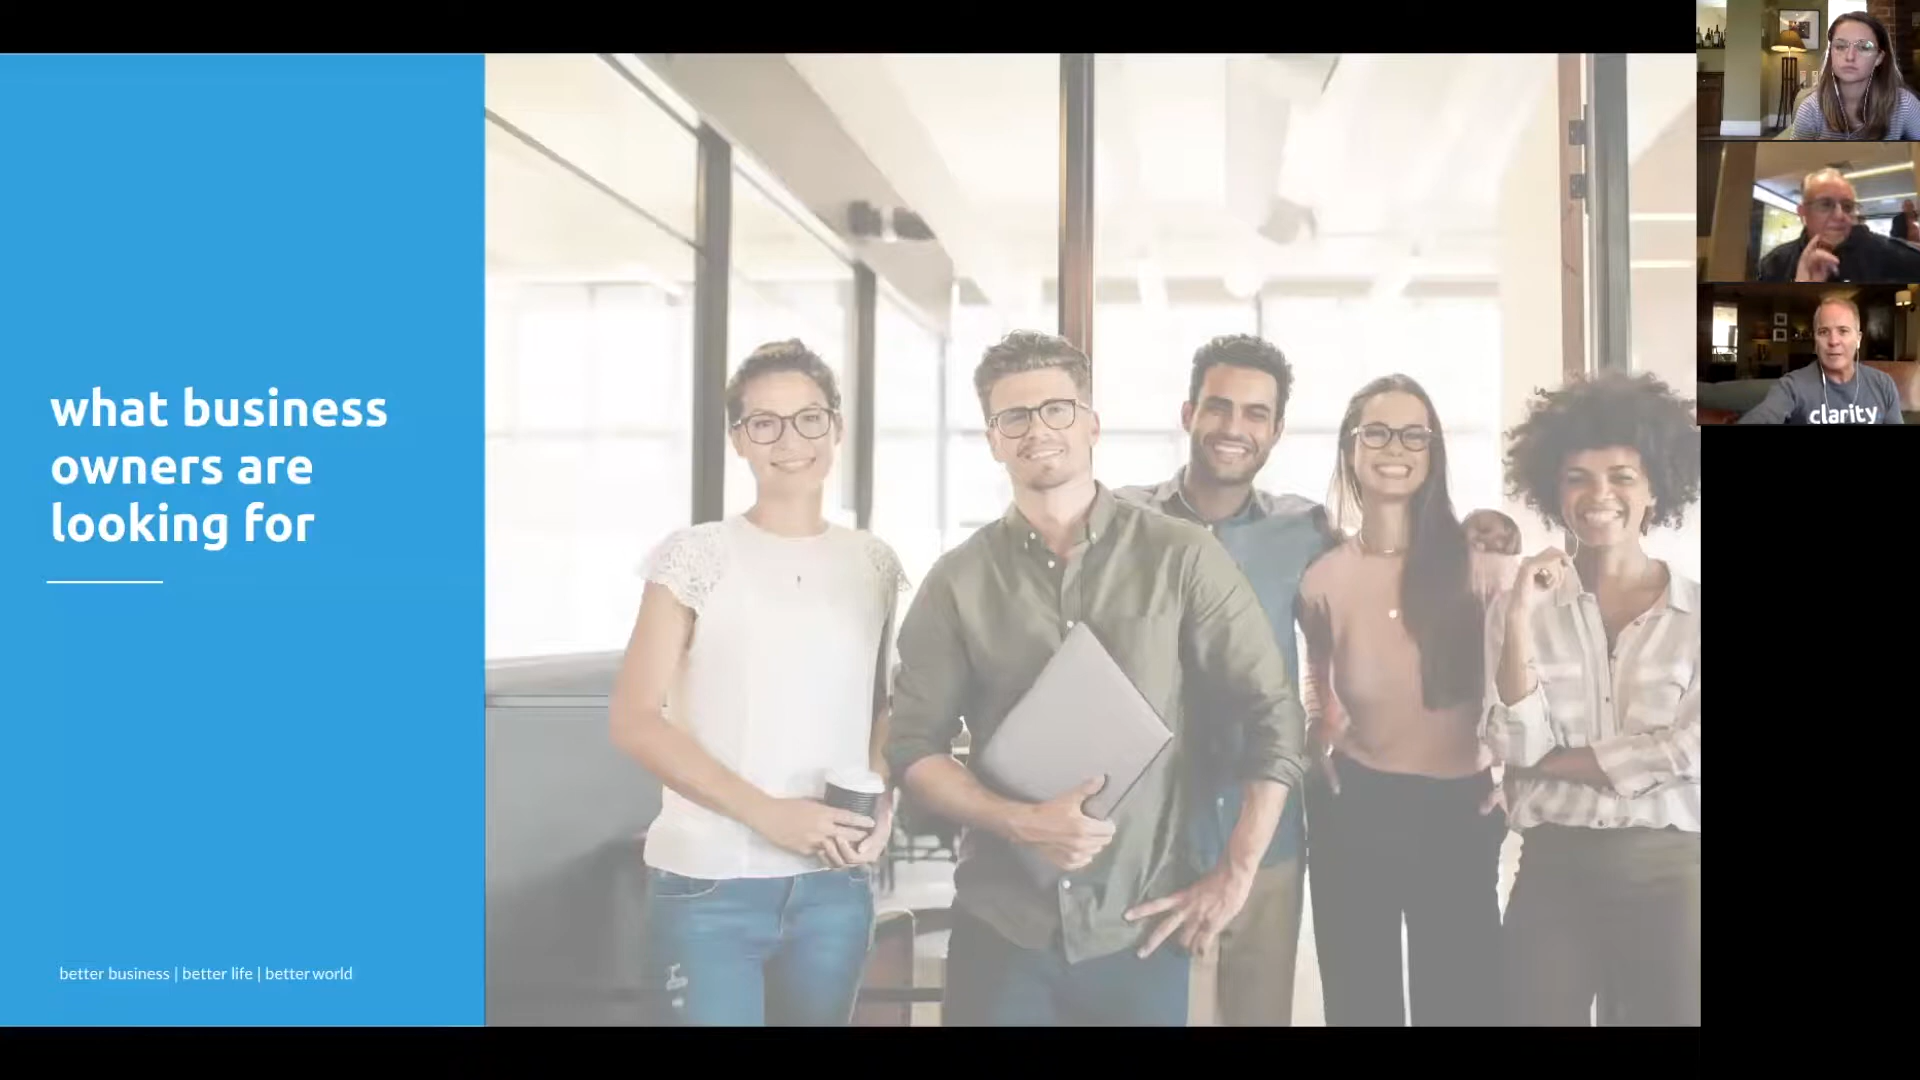 what business
owners are
looking for
better business | better life | better world
clarity